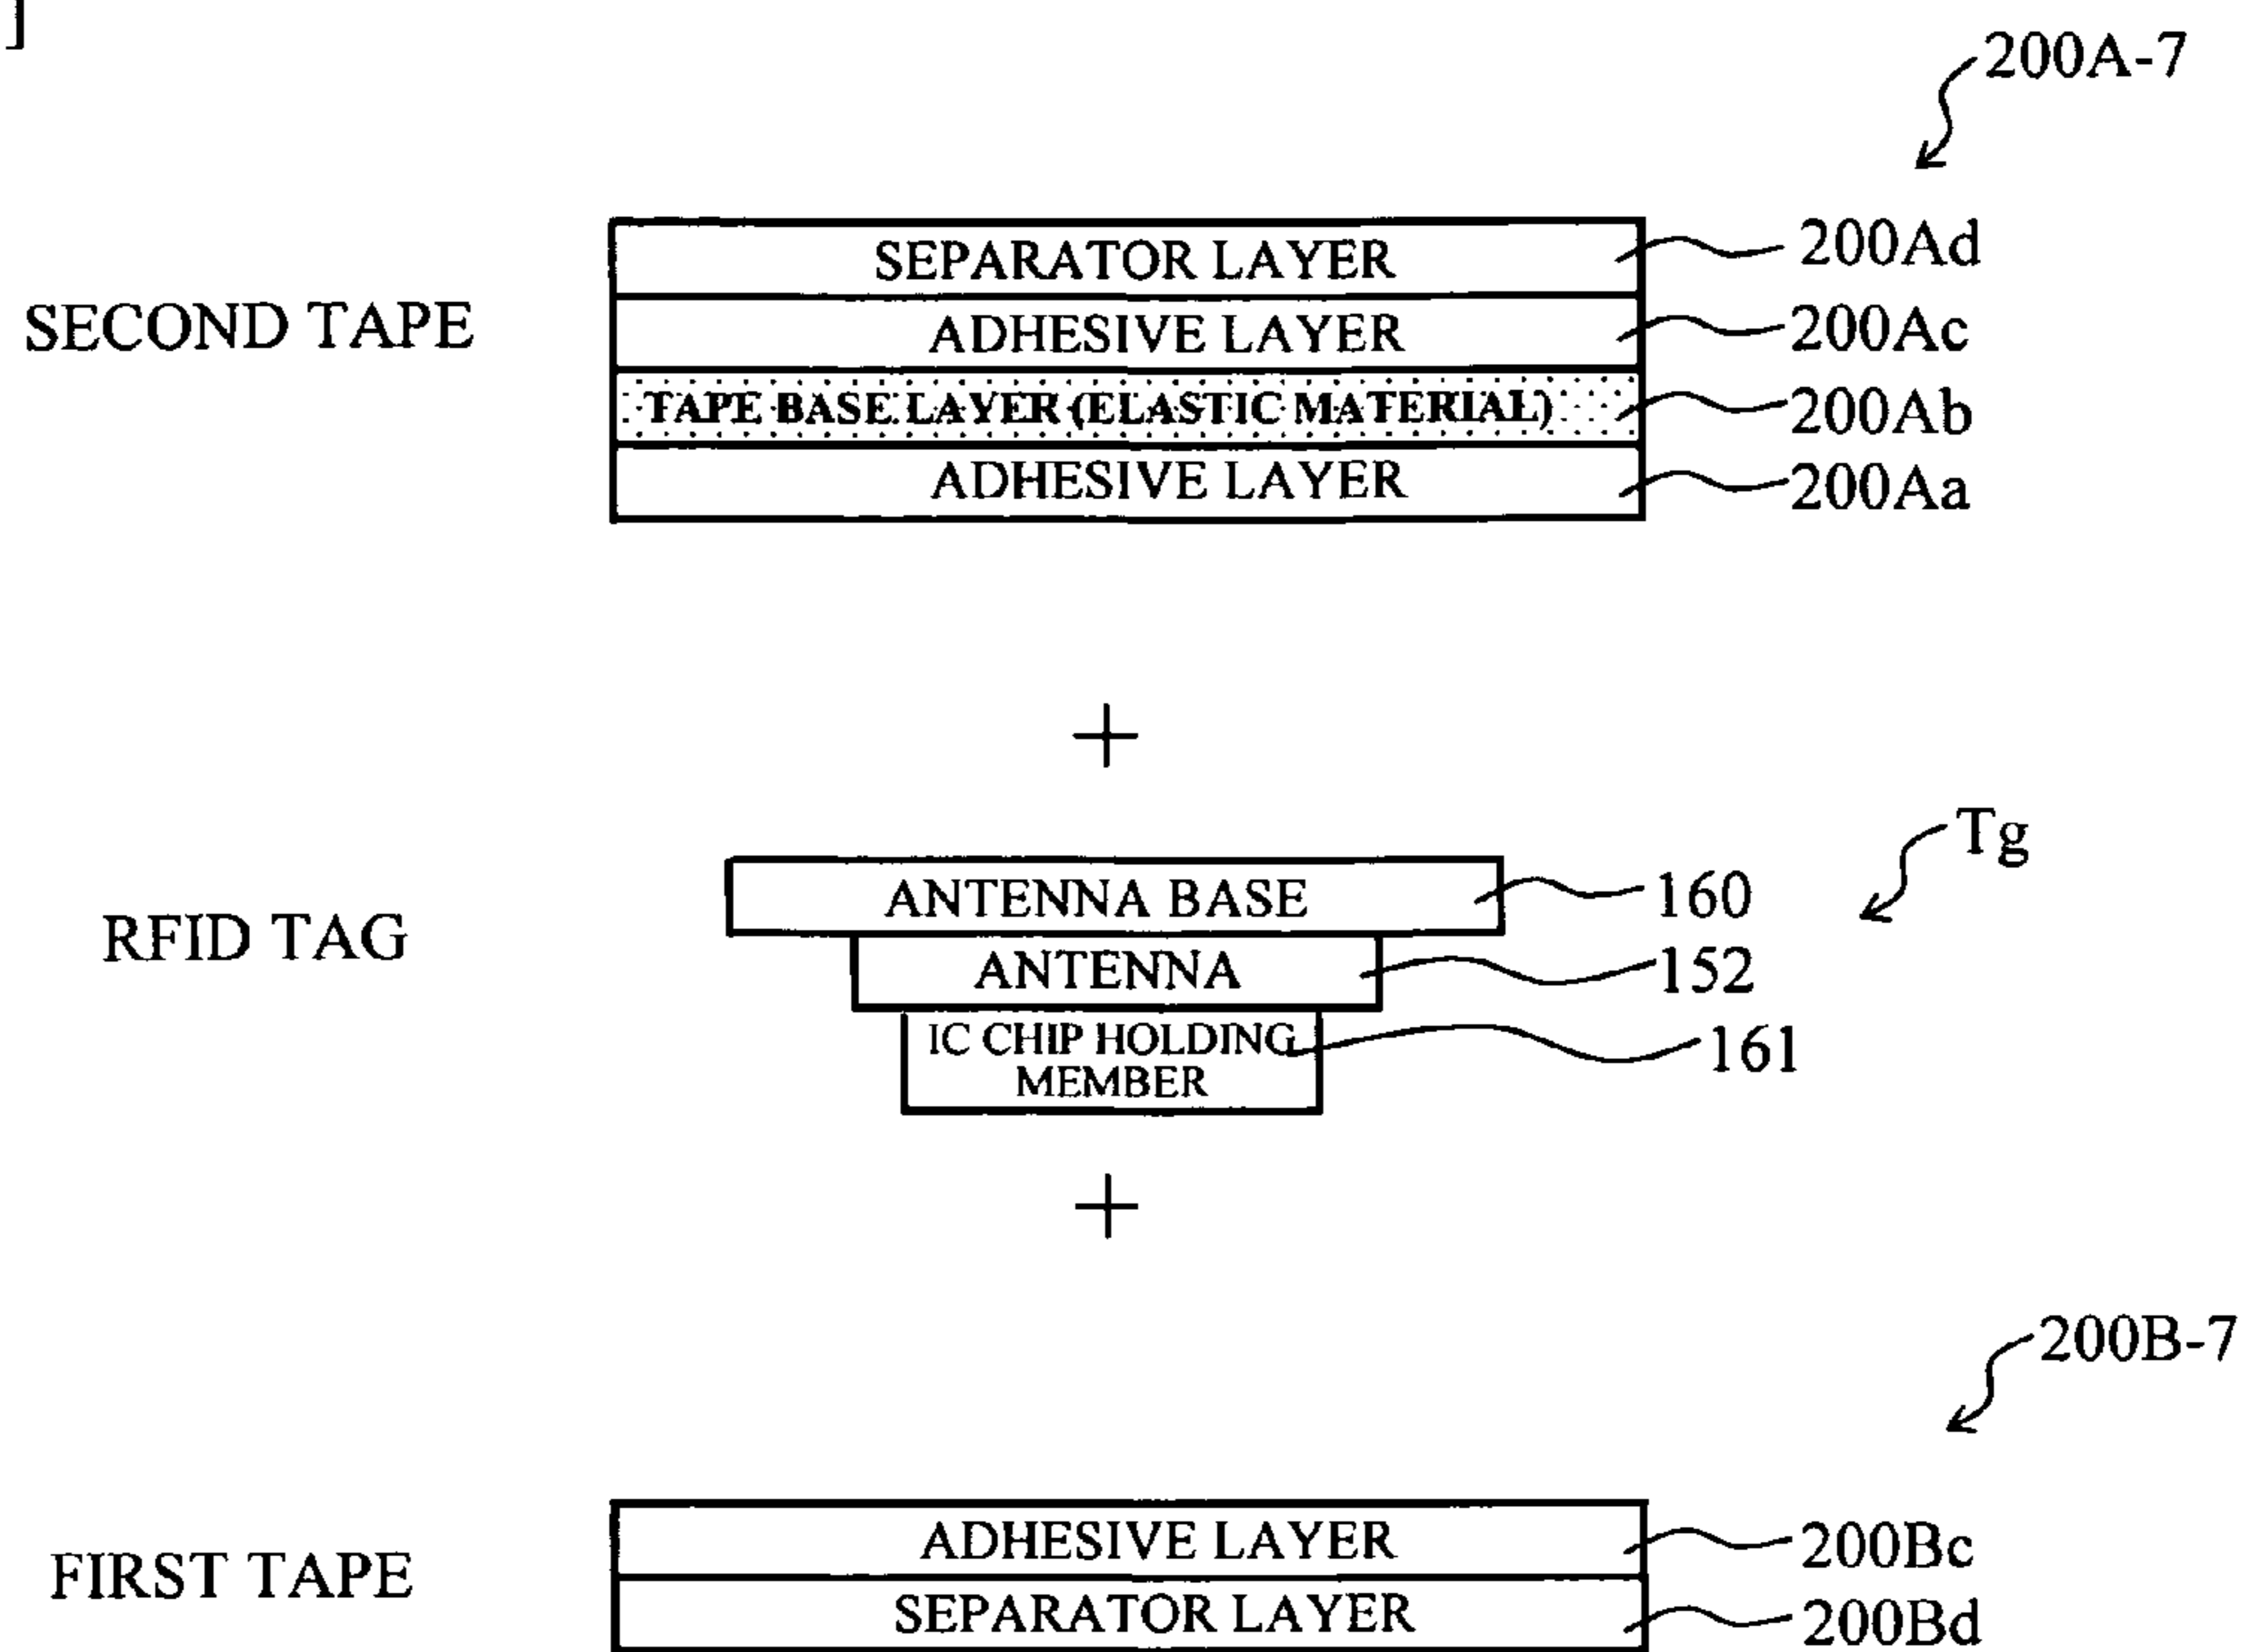 ]
200A-7
SEPARATOR LAYER 200Ad
SECOND TAPE ADHESIVE LAYER 200Ac
TAPE BASE LAYER (ELASTIC MATERIAL) 200Ab
ADHESIVE LAYER 200Aa
+
Tg
ANTENNA BASE 160
RFID TAG ANTENNA 152
IC CHIP HOLDING 161
MEMBER
+
200B-7
ADHESIVE LAYER 200Bc
FIRST TAPE
SEPARATOR LAYER 200Bd